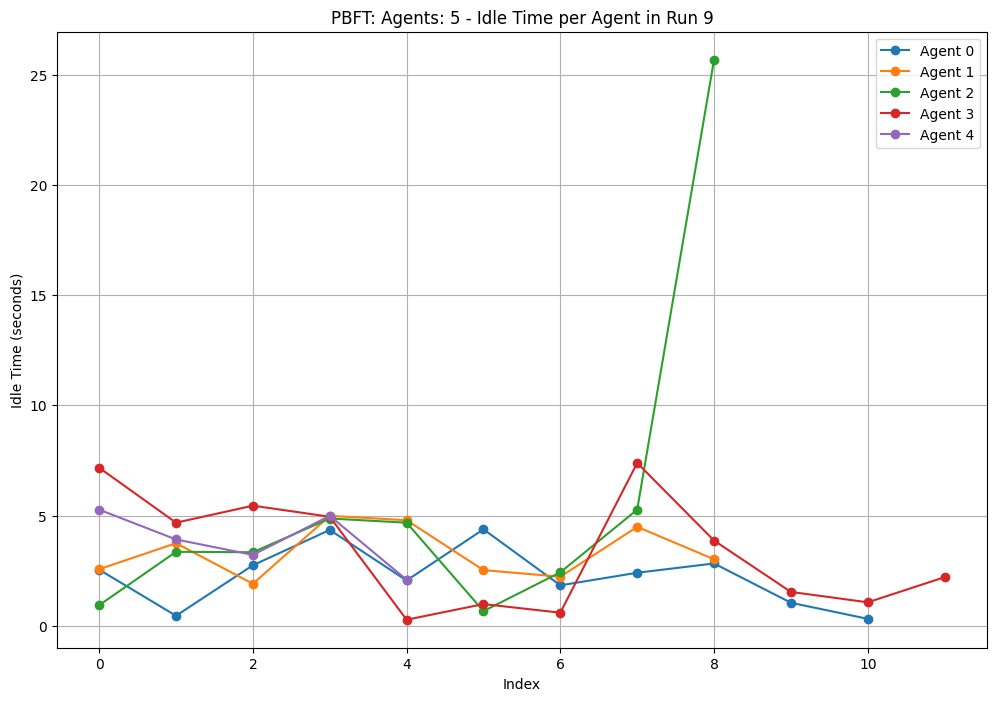 PBFT: Agents: 5 - Idle Time per Agent in Run 9
Agent 0
Agent 1
Agent 2
Agent 3
Agent 4
25
20
15
10
5
0
Idle Time (seconds)
0 2 4 6 8 10
Index